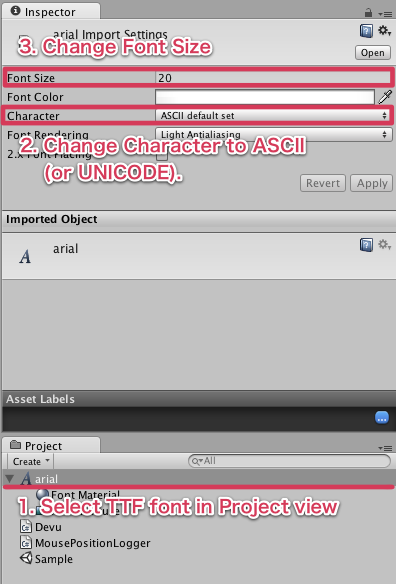 Inspector
arial Import Settings
Open
3. Change Font Size
Font Size 20
Font Color
Character ASCII default set
Font Rendering Light Antialiasing
2.x Font Placing
2. Change Character to ASCII
(or UNICODE).
Revert Apply
Imported Object
A arial
Asset Labels
Project
Create All
A arial
Font Material
1. Select TTF font in Project view
Devu
MousePositionLogger
Sample